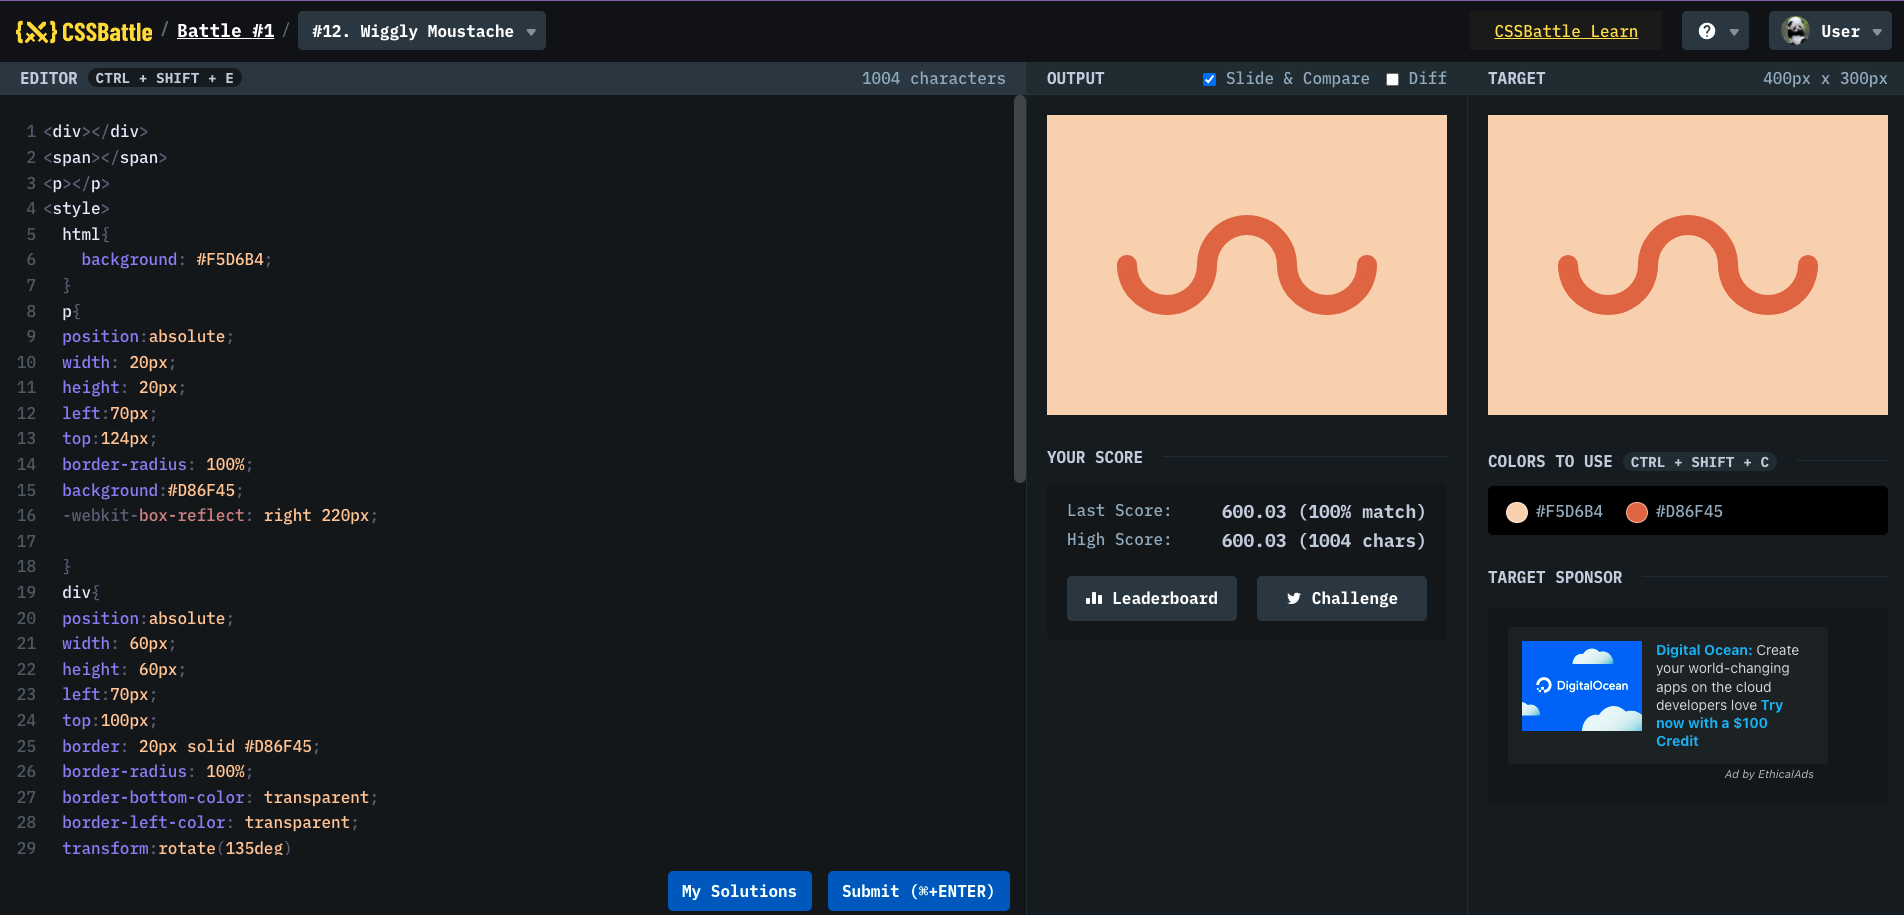 {X} CSSBattle / Battle #1 / #12. Wiggly Moustache
CSSBattle Learn
? User
EDITOR CTRL + SHIFT + E 1004 characters
1 <div></div>
2 <span></span>
3 <p></p>
4 <style>
5 html{
6 background: #F5D6B4;
7 }
8 p{
9 position:absolute;
10 width: 20px;
11 height: 20px;
12 left:70px;
13 top:124px;
14 border-radius: 100%;
15 background:#D86F45;
16 -webkit-box-reflect: right 220px;
17
18 }
19 div{
20 position:absolute;
21 width: 60px;
22 height: 60px;
23 left:70px;
24 top:100px;
25 border: 20px solid #D86F45;
26 border-radius: 100%;
27 border-bottom-color: transparent;
28 border-left-color: transparent;
29 transform:rotate(135deg)
My Solutions
Submit (⌘+ENTER)
OUTPUT Slide & Compare Diff
YOUR SCORE
Last Score: 600.03 (100% match)
High Score: 600.03 (1004 chars)
Leaderboard
Challenge
TARGET 400px x 300px
COLORS TO USE CTRL + SHIFT + C
#F5D6B4 #D86F45
TARGET SPONSOR
DigitalOcean
Digital Ocean: Create
your world-changing
apps on the cloud
developers love Try
now with a $100
Credit
Ad by EthicalAds